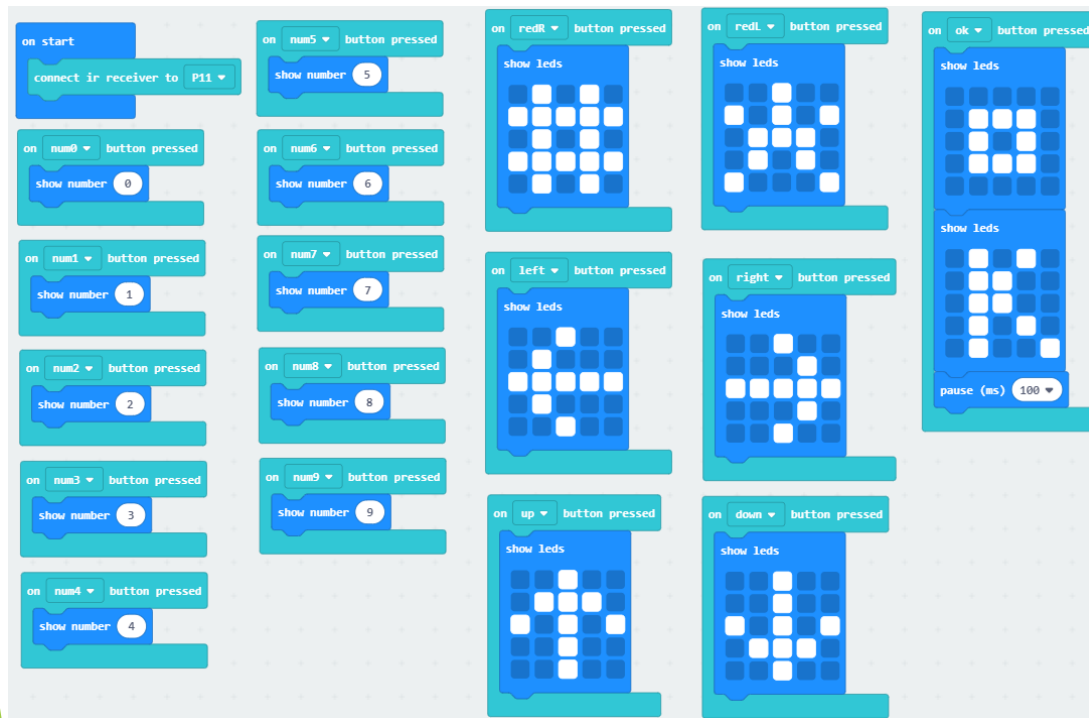 on start
connect ir receiver to P11
on num0 button pressed
show number 0
on num1 button pressed
show number 1
on num2 button pressed
show number 2
on num3 button pressed
show number 3
on num4 button pressed
show number 4
on num5 button pressed
show number 5
on num6 button pressed
show number 6
on num7 button pressed
show number 7
on num8 button pressed
show number 8
on num9 button pressed
show number 9
on redR button pressed
show leds
on left button pressed
show leds
on up button pressed
show leds
on redL button pressed
show leds
on right button pressed
show leds
on down button pressed
show leds
on ok button pressed
show leds
show leds
pause (ms) 100